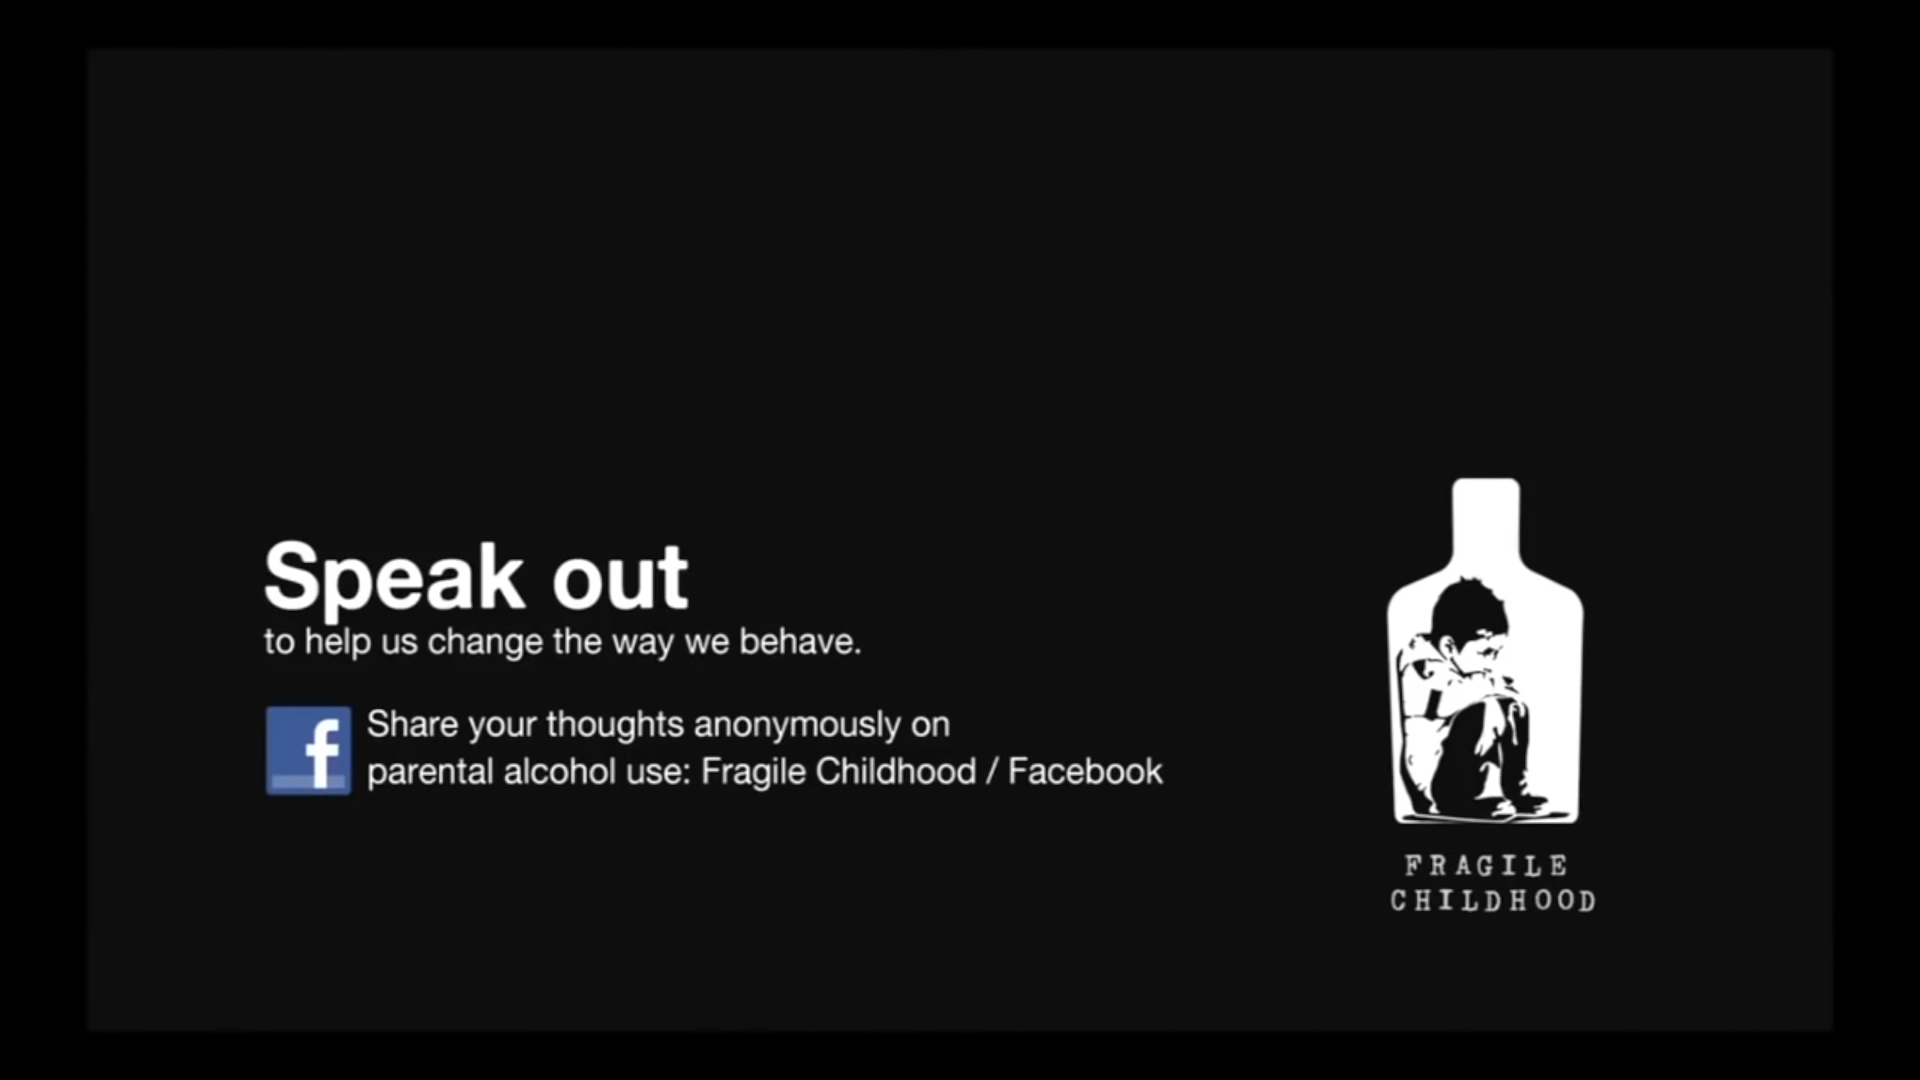 Speak out
to help us change the way we behave.
f
Share your thoughts anonymously on
parental alcohol use: Fragile Childhood / Facebook
FRAGILE
CHILDHOOD